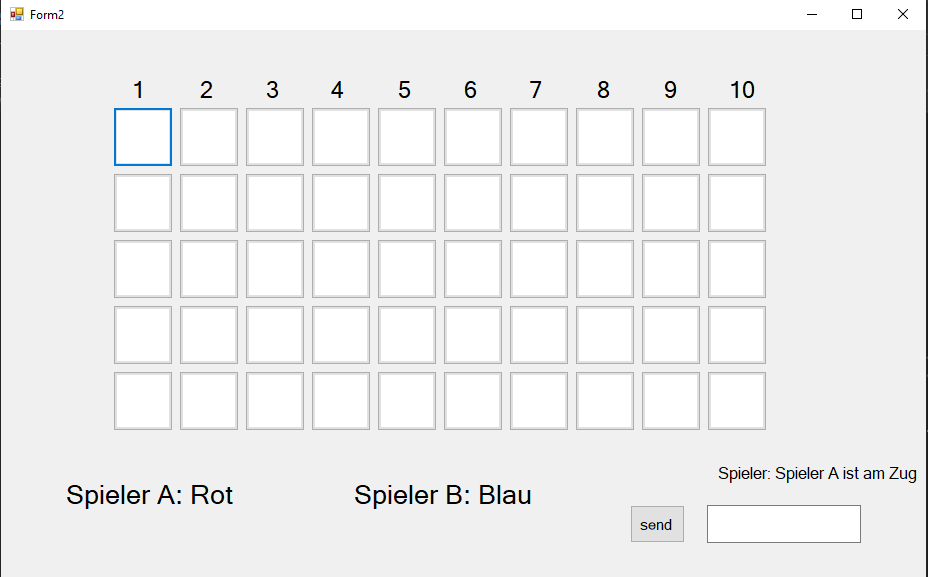 Form2
1 2 3 4 5 6 7 8 9 10
Spieler: Spieler A ist am Zug
Spieler A: Rot Spieler B: Blau
send